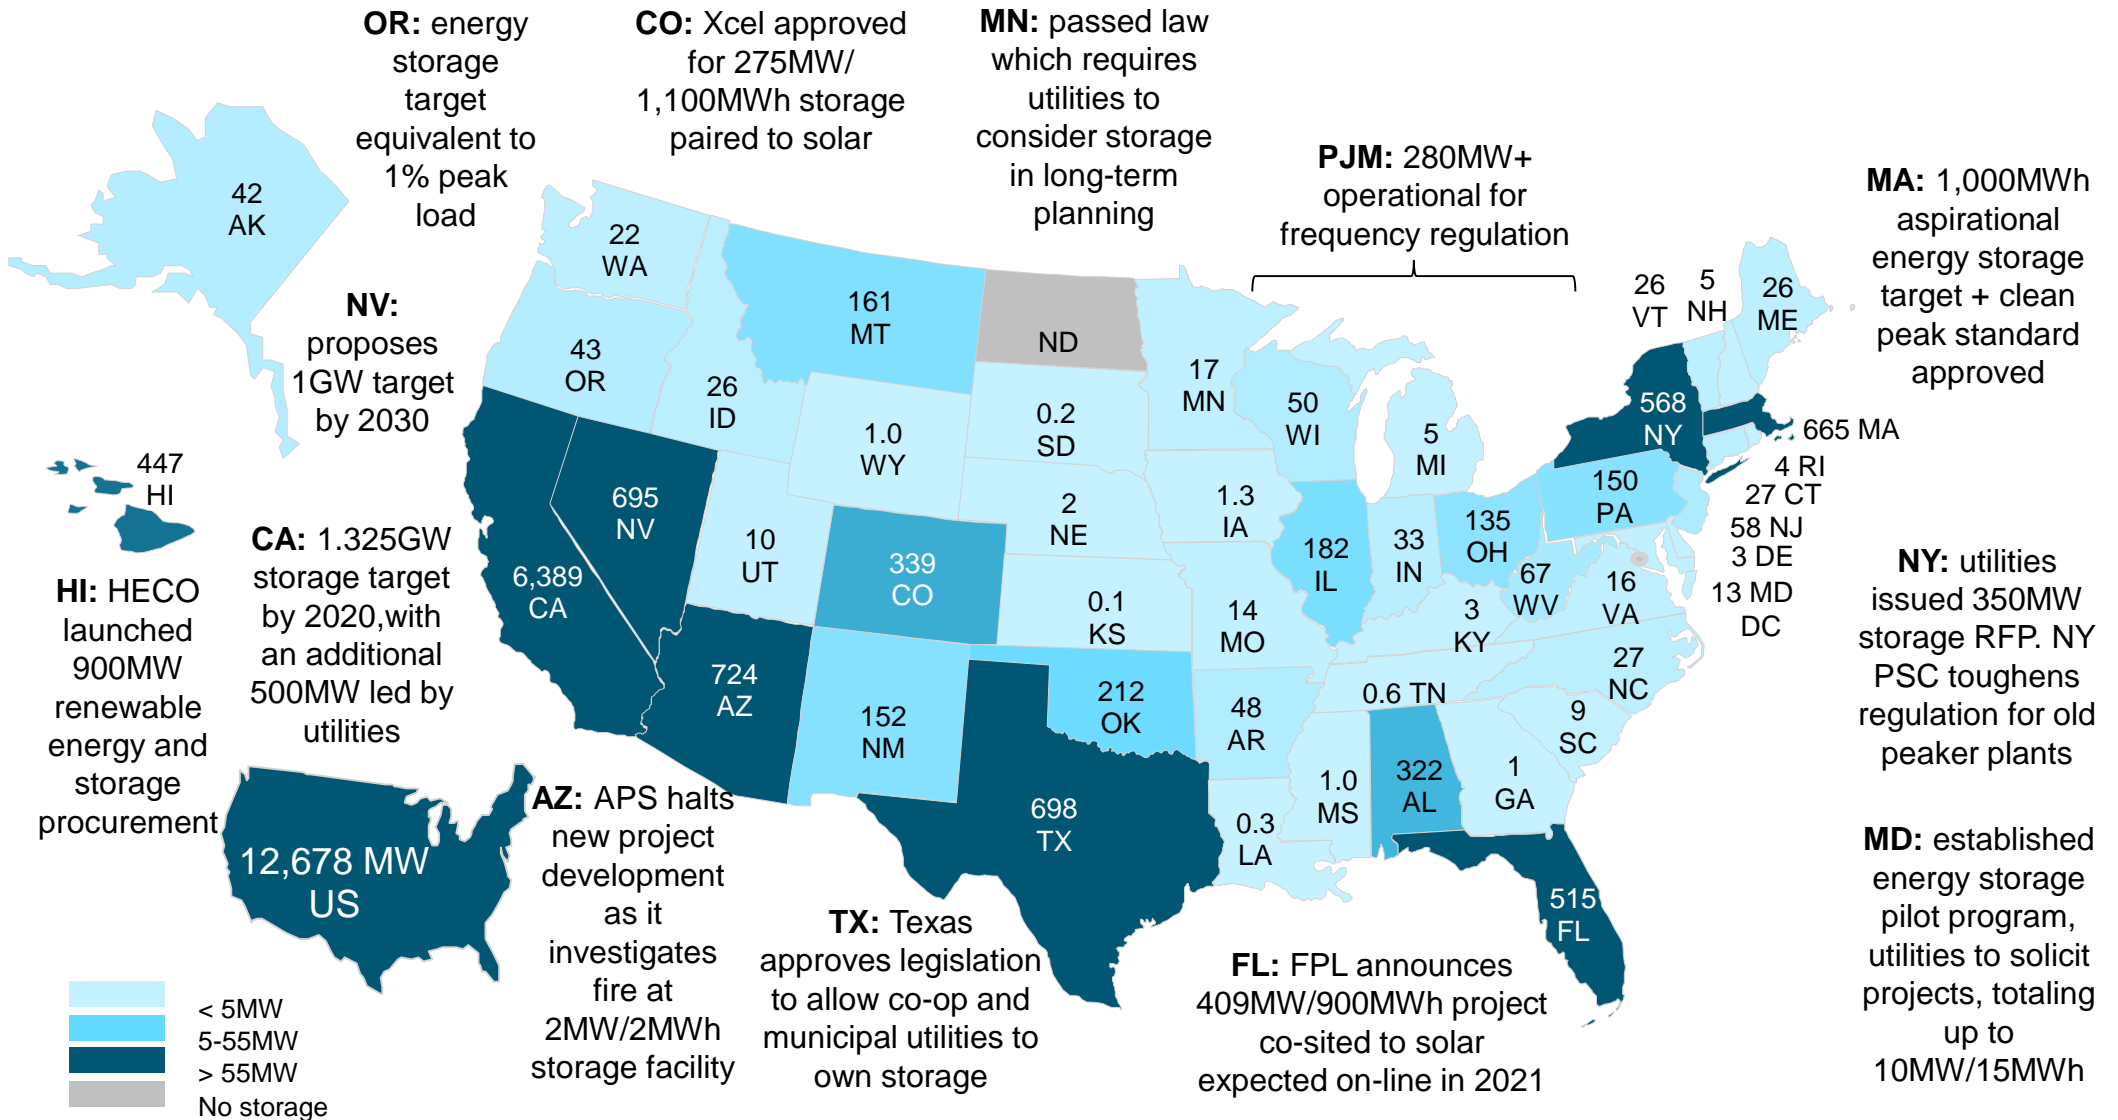 OR: energy
storage
target
equivalent to
1% peak
load
CO: Xcel approved
for 275MW/
1,100MWh storage
paired to solar
MN: passed law
which requires
utilities to
consider storage
in long-term
planning
PJM: 280MW+
operational for
frequency regulation
MA: 1,000MWh
aspirational
energy storage
target + clean
peak standard
approved
NV:
proposes
1GW target
by 2030
CA: 1.325GW
storage target
by 2020,with
an additional
500MW led by
utilities
HI: HECO
launched
900MW
renewable
energy and
storage
procurement
AZ: APS halts
new project
development
as it
investigates
fire at
2MW/2MWh
storage facility
TX: Texas
approves legislation
to allow co-op and
municipal utilities to
own storage
FL: FPL announces
409MW/900MWh project
co-sited to solar
expected on-line in 2021
NY: utilities
issued 350MW
storage RFP. NY
PSC toughens
regulation for old
peaker plants
MD: established
energy storage
pilot program,
utilities to solicit
projects, totaling
up to
10MW/15MWh
42
AK
22
WA
43
OR
26
ID
161
MT
ND
17
MN
50
WI
5
MI
26
VT
5
NH
26
ME
568
NY
665 MA
4 RI
27 CT
58 NJ
3 DE
13 MD
DC
447
HI
6,389
CA
695
NV
10
UT
1.0
WY
0.2
SD
2
NE
1.3
IA
182
IL
33
IN
135
OH
150
PA
67
WV
16
VA
339
CO
0.1
KS
14
MO
3
KY
27
NC
724
AZ
152
NM
212
OK
48
AR
0.6 TN
9
SC
698
TX
0.3
LA
1.0
MS
322
AL
1
GA
515
FL
12,678 MW
US
< 5MW
5-55MW
> 55MW
No storage